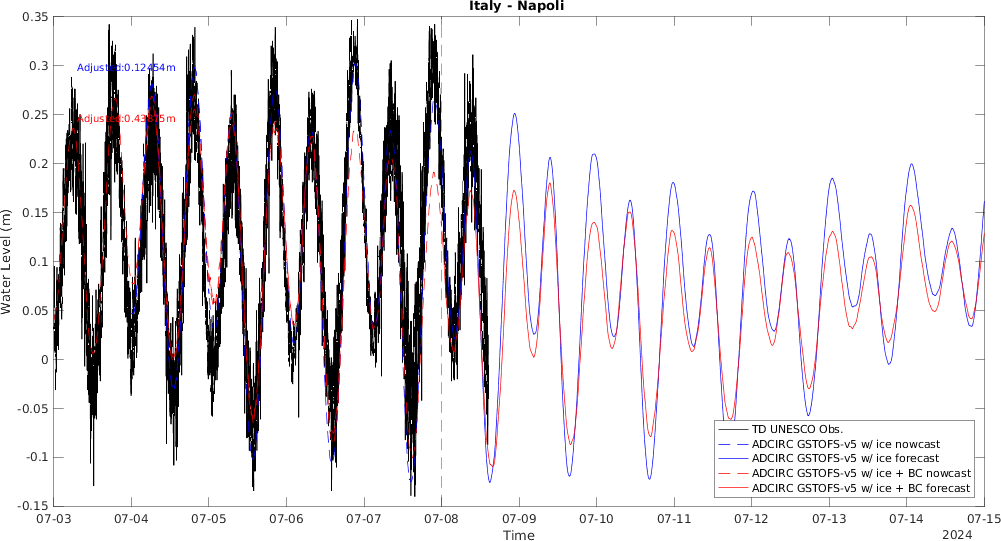 Italy - Napoli
0.35
0.3
0.25
0.2
0.15
0.1
0.05
0
-0.05
-0.1
-0.15
Water Level (m)
Adjusted:0.12454m
TD UNESCO Obs.
ADCIRC GSTOFS-v5 w/ ice nowcast
ADCIRC GSTOFS-v5 w/ ice forecast
ADCIRC GSTOFS-v5 w/ ice + BC nowcast
ADCIRC GSTOFS-v5 w/ ice + BC forecast
07-03 07-04 07-05 07-06 07-07 07-08 07-09 07-10 07-11 07-12 07-13 07-14 07-15
Time
2024